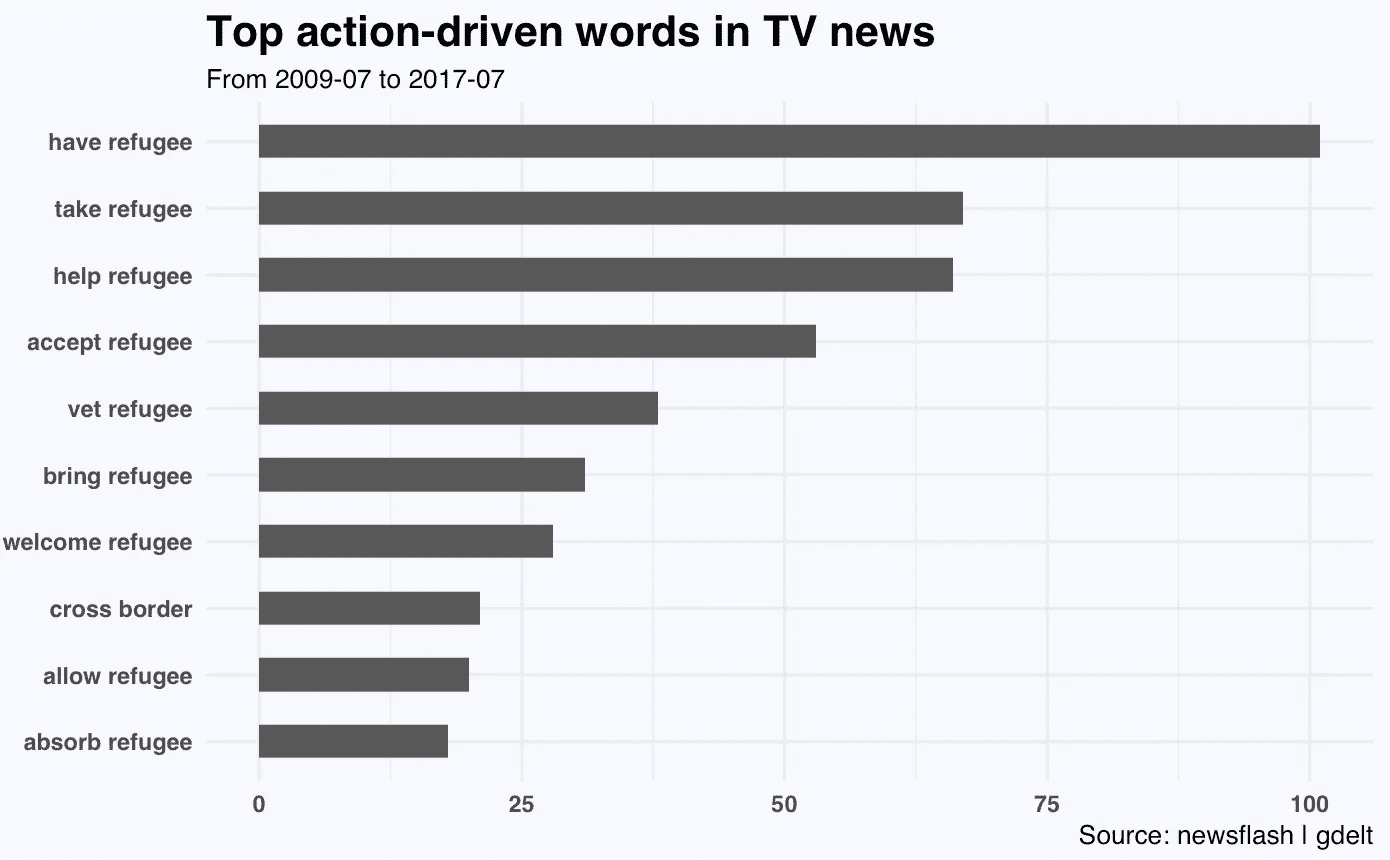 Top action-driven words in TV news
From 2009-07 to 2017-07
have refugee
take refugee
help refugee
accept refugee
vet refugee
bring refugee
welcome refugee
cross border
allow refugee
absorb refugee
0 25 50 75 100
Source: newsflash l gdelt